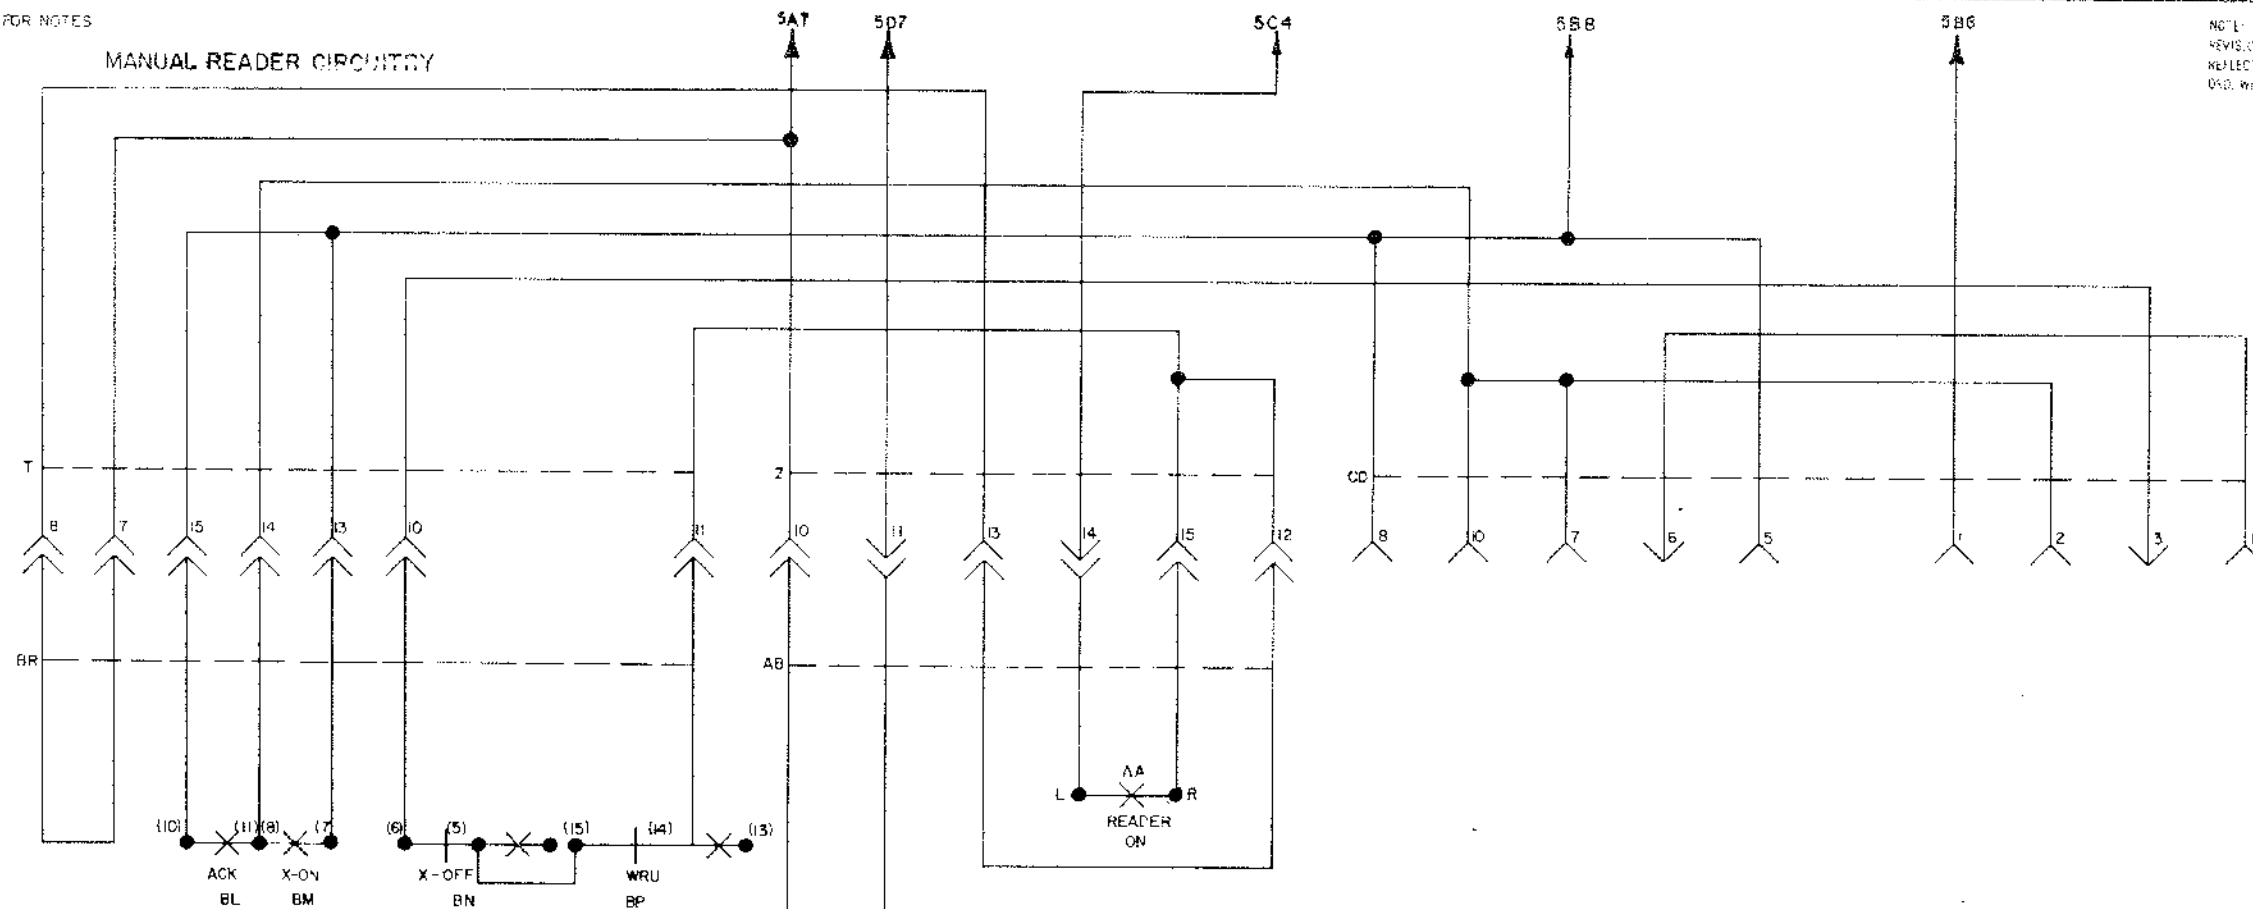 FOR NOTES
5A7 5D7 5C4 5B8 5B6
NOTE:
MANUAL READER CIRCUITRY
T Z CD
8 7 15 14 13 10 11 10 11 13 14 15 12 8 10 7 6 5 1 2 3
BR AB
AA
L R
READER
ON
(10) (11) (8) (7) (6) (5) (15) (14) (13)
ACK X-ON X-OFF WRU
BL BM BN BP